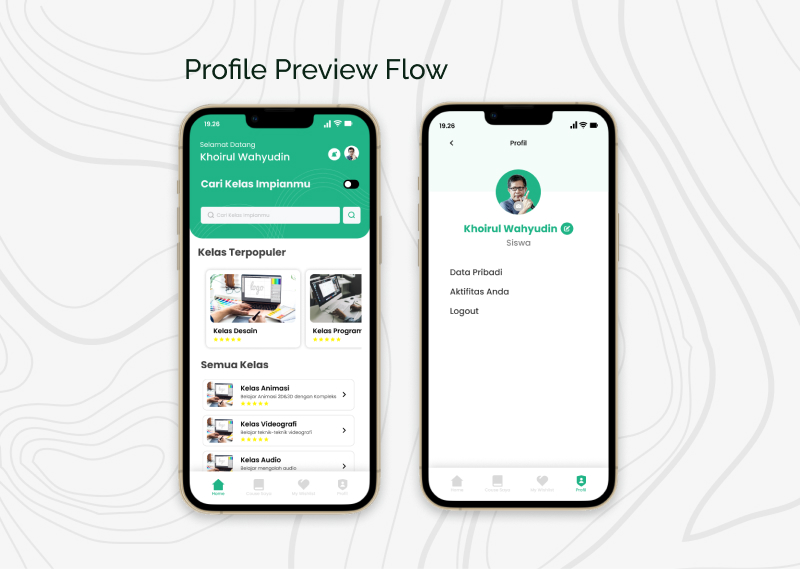 Profile Preview Flow
19.26
Selamat Datang
Khoirul Wahyudin
Cari Kelas Impianmu
Cari Kelas Impianmu
Kelas Terpopuler
logo
Kelas Desain
Kelas Program
Semua Kelas
Kelas Animasi
Belajar Animasi 2D&3D dengan Kompleks
Kelas Videografi
Belajar teknik-teknik videografi
Kelas Audio
Belajar mengolah audio
Home
My Wishlist
Profil
19.26
Profil
Khoirul Wahyudin
Siswa
Data Pribadi
Aktifitas Anda
Logout
Home
My Wishlist
Profil